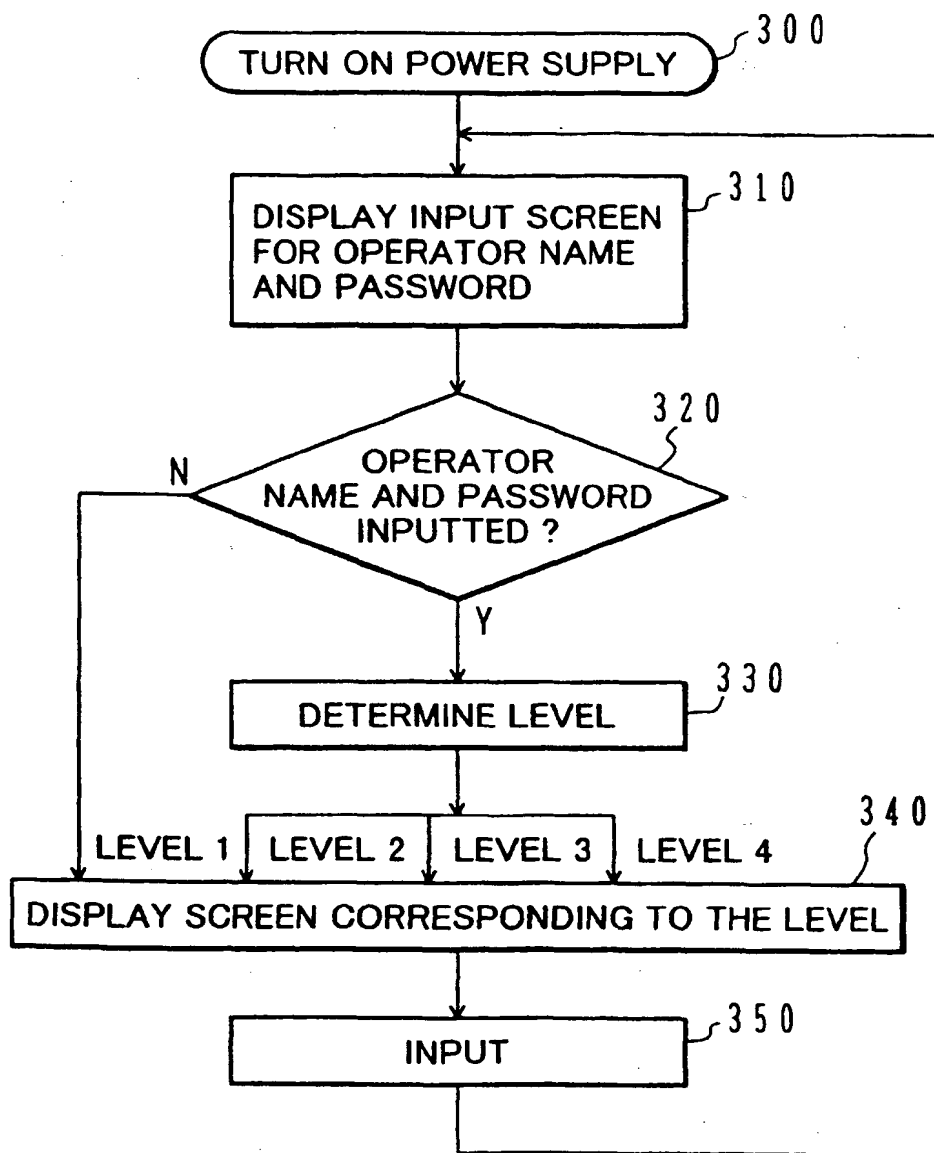 300
TURN ON POWER SUPPLY
310
DISPLAY INPUT SCREEN
FOR OPERATOR NAME
AND PASSWORD
320
OPERATOR
NAME AND PASSWORD
INPUTTED ?
N
Y
330
DETERMINE LEVEL
340
LEVEL 1 LEVEL 2 LEVEL 3 LEVEL 4
DISPLAY SCREEN CORRESPONDING TO THE LEVEL
350
INPUT